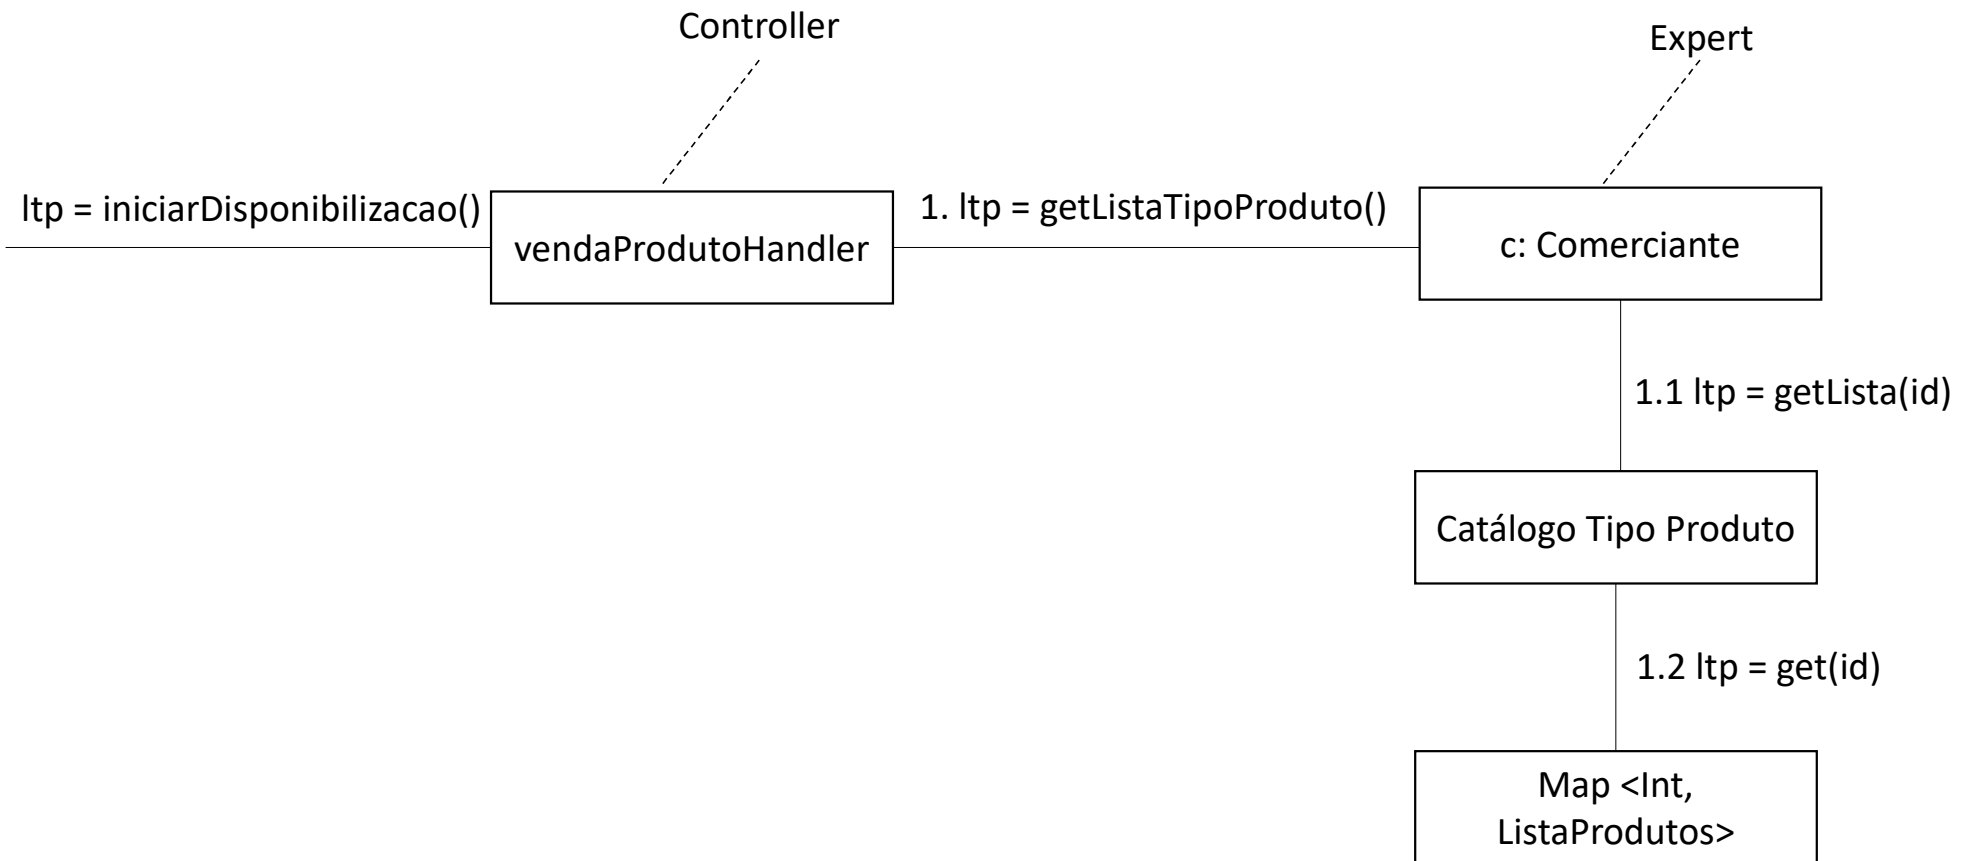 Controller
Expert
ltp = iniciarDisponibilizacao()
vendaProdutoHandler
1. ltp = getListaTipoProduto()
c: Comerciante
1.1 ltp = getLista(id)
Catálogo Tipo Produto
1.2 ltp = get(id)
Map <Int,
ListaProdutos>